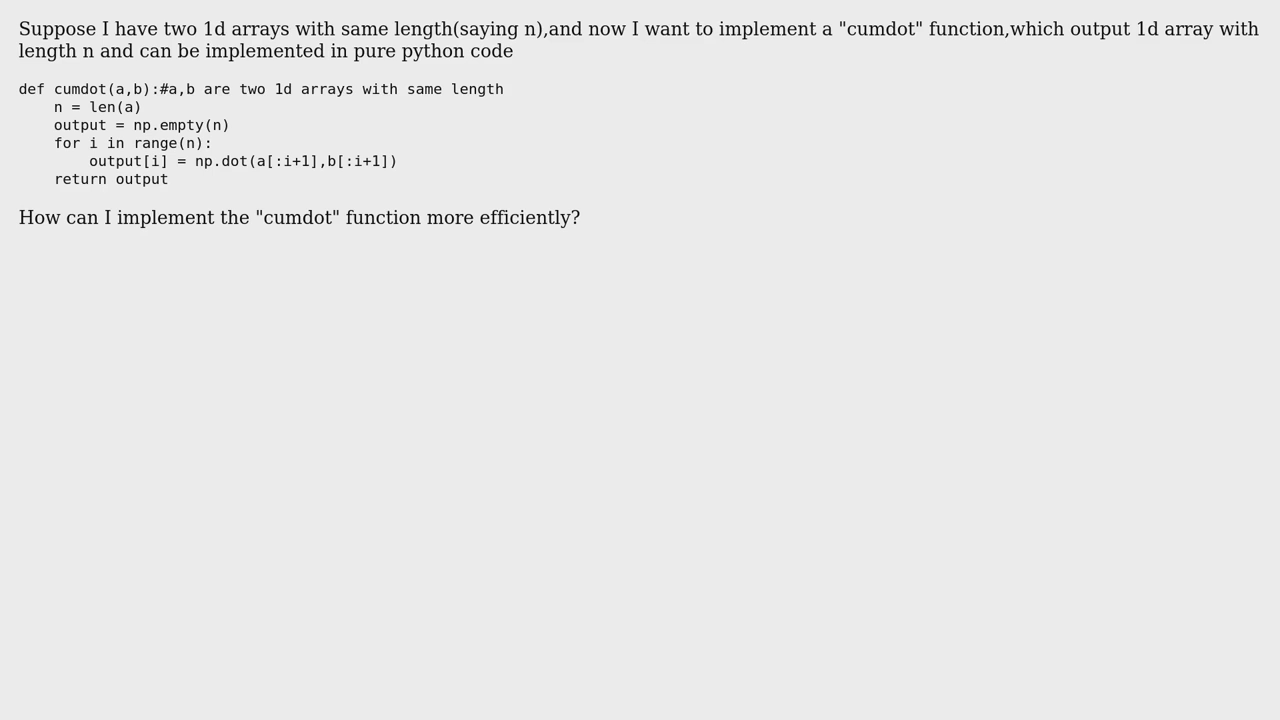 Suppose I have two 1d arrays with same length(saying n),and now I want to implement a "cumdot" function,which output 1d array with
length n and can be implemented in pure python code
def cumdot(a,b):#a,b are two 1d arrays with same length
    n = len(a)
    output = np.empty(n)
    for i in range(n):
        output[i] = np.dot(a[:i+1],b[:i+1])
    return output
How can I implement the "cumdot" function more efficiently?